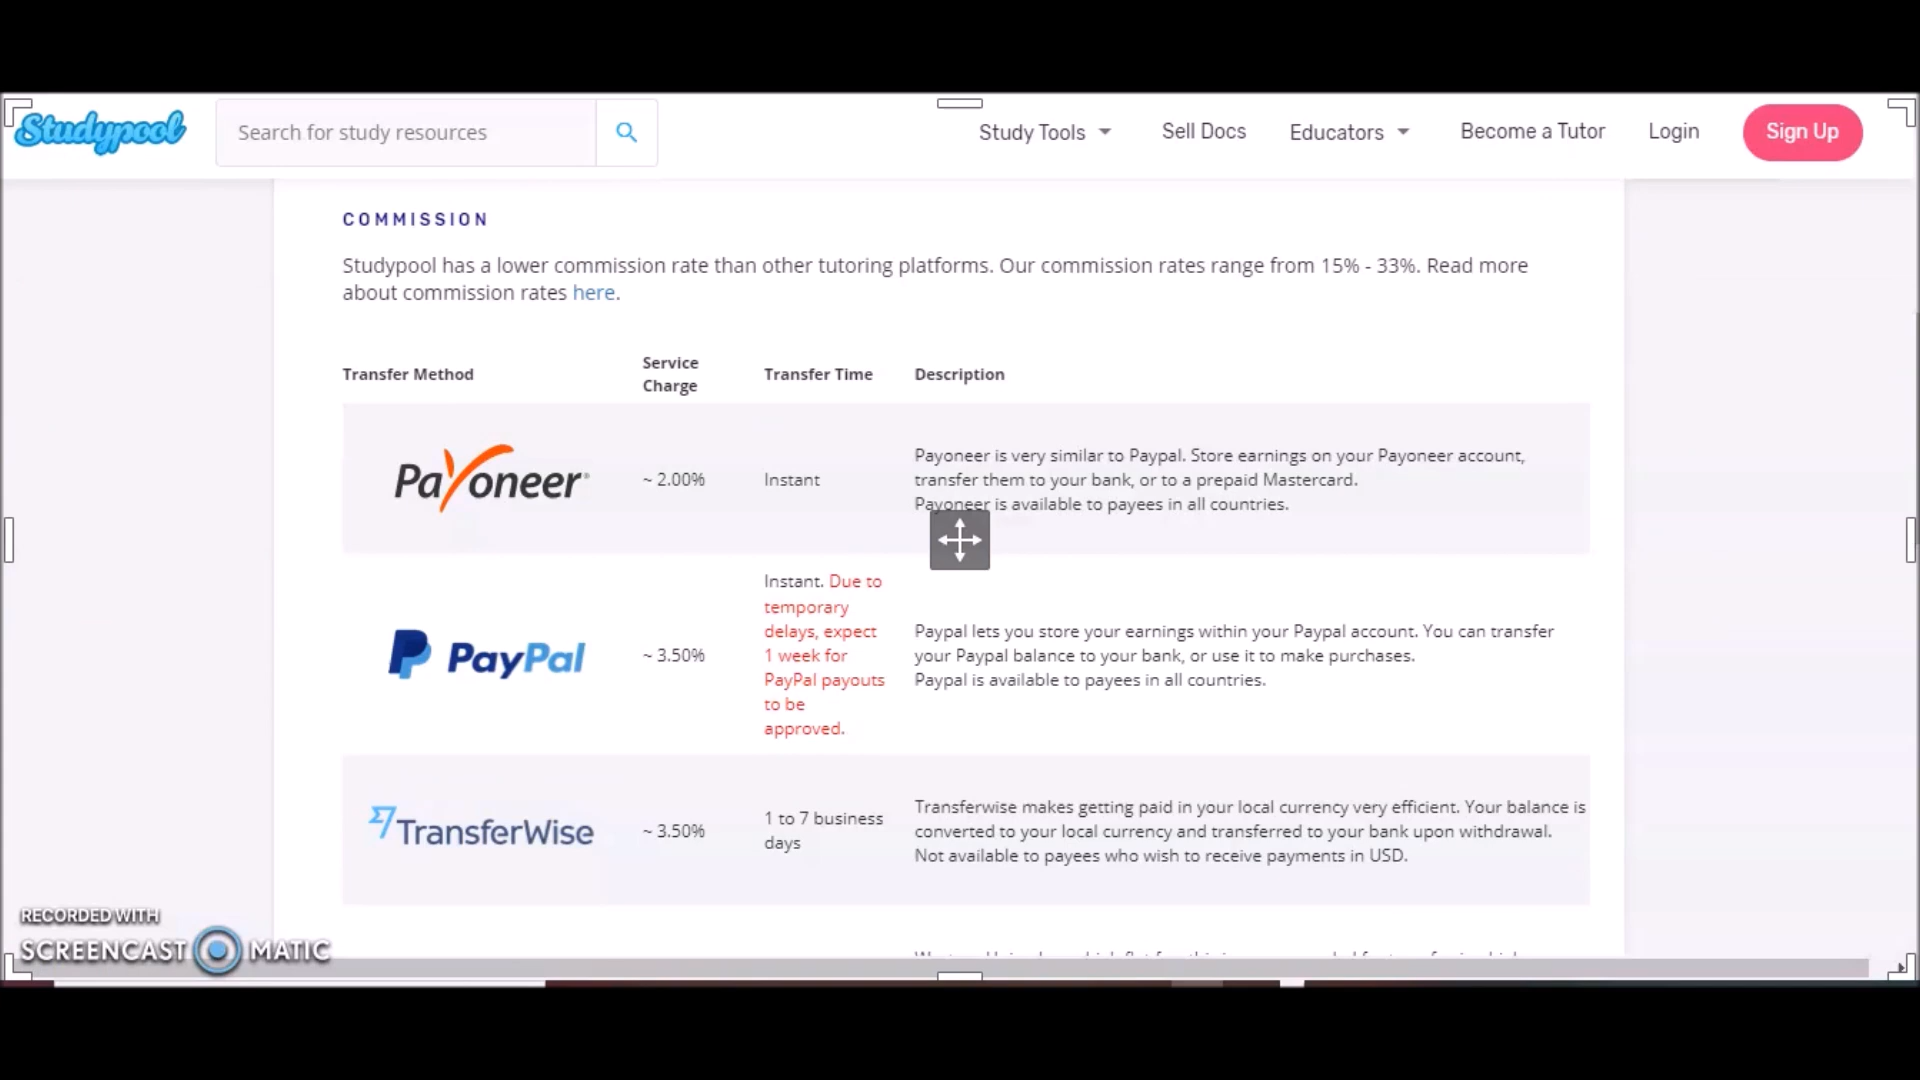 Studypool
Search for study resources
Study Tools
Sell Docs
Educators
Become a Tutor
Login
Sign Up
COMMISSION
Studypool has a lower commission rate than other tutoring platforms. Our commission rates range from 15% - 33%. Read more
about commission rates here.
Transfer Method
Service
Charge
Transfer Time
Description
Payoneer
~ 2.00%
Instant
Payoneer is very similar to Paypal. Store earnings on your Payoneer account,
transfer them to your bank, or to a prepaid Mastercard.
Payoneer is available to payees in all countries.
PayPal
~ 3.50%
Instant. Due to
temporary
delays, expect
1 week for
PayPal payouts
to be
approved.
Paypal lets you store your earnings within your Paypal account. You can transfer
your Paypal balance to your bank, or use it to make purchases.
Paypal is available to payees in all countries.
TransferWise
~ 3.50%
1 to 7 business
days
Transferwise makes getting paid in your local currency very efficient. Your balance is
converted to your local currency and transferred to your bank upon withdrawal.
Not available to payees who wish to receive payments in USD.
RECORDED WITH
SCREENCAST MATIC